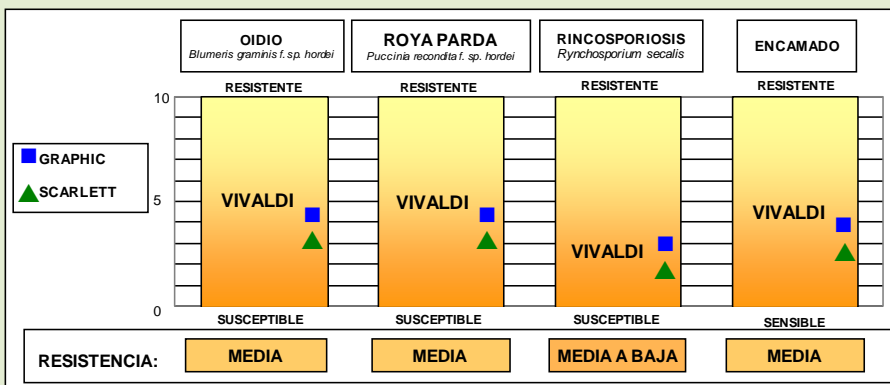 OIDIO
Blumeris graminis f. sp. hordei
ROYA PARDA
Puccinia recondita f. sp. hordei
RINCOSPORIOSIS
Rynchosporium secalis
ENCAMADO
RESISTENTE RESISTENTE RESISTENTE RESISTENTE
10
GRAPHIC
SCARLETT
5
VIVALDI VIVALDI VIVALDI VIVALDI
0
SUSCEPTIBLE SUSCEPTIBLE SUSCEPTIBLE SENSIBLE
RESISTENCIA: MEDIA MEDIA MEDIA A BAJA MEDIA